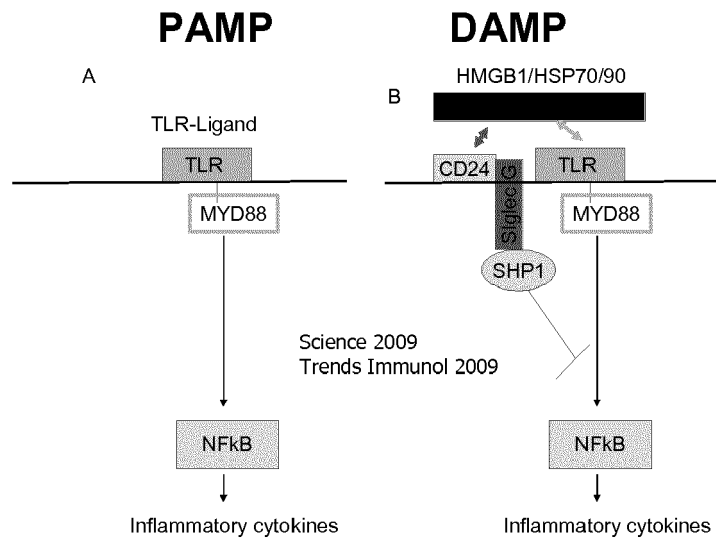 PAMP
DAMP
A
TLR-Ligand
TLR
MYD88
NFkB
Inflammatory cytokines
HMGB1/HSP70/90
B
CD24
Siglec G
TLR
MYD88
SHP1
Science 2009
Trends Immunol 2009
NFkB
Inflammatory cytokines